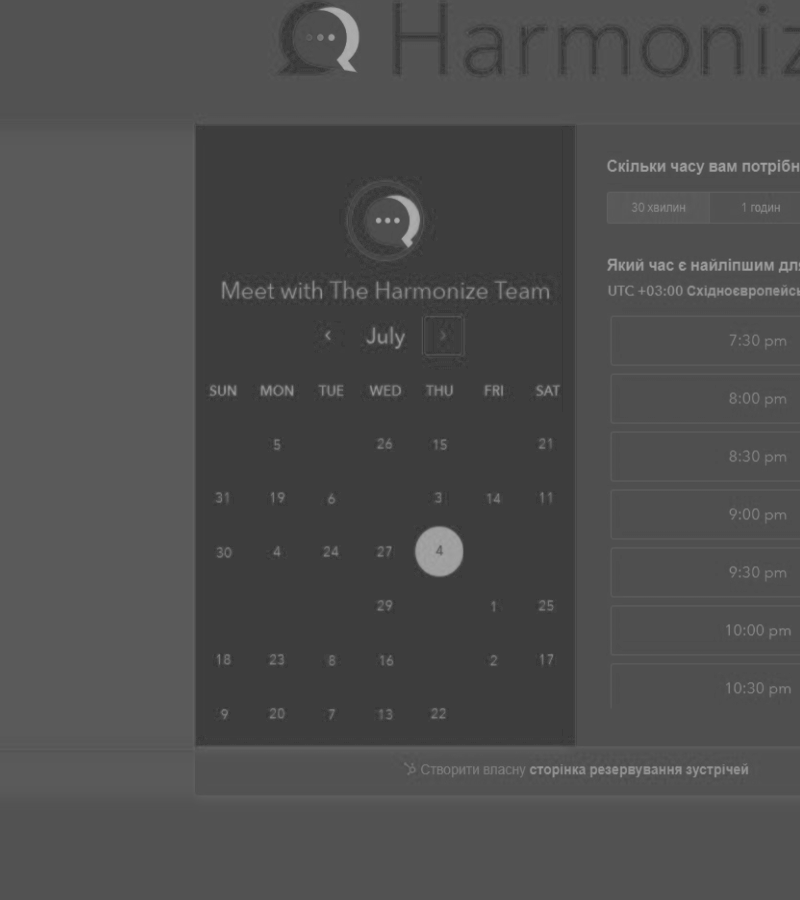 Harmoniz
Meet with The Harmonize Team
July
SUN MON TUE WED THU FRI SAT
5 26 15 21
31 19 6 3 14 11
30 4 24 27 4
29 1 25
18 23 8 16 2 17
9 20 7 13 22
Скільки часу вам потрібн
30 хвилин 1 годин
Який час є найліпшим дл
UTC +03:00 Східноєвропейсь
7:30 pm
8:00 pm
8:30 pm
9:00 pm
9:30 pm
10:00 pm
10:30 pm
Створити власну сторінка резервування зустрічей